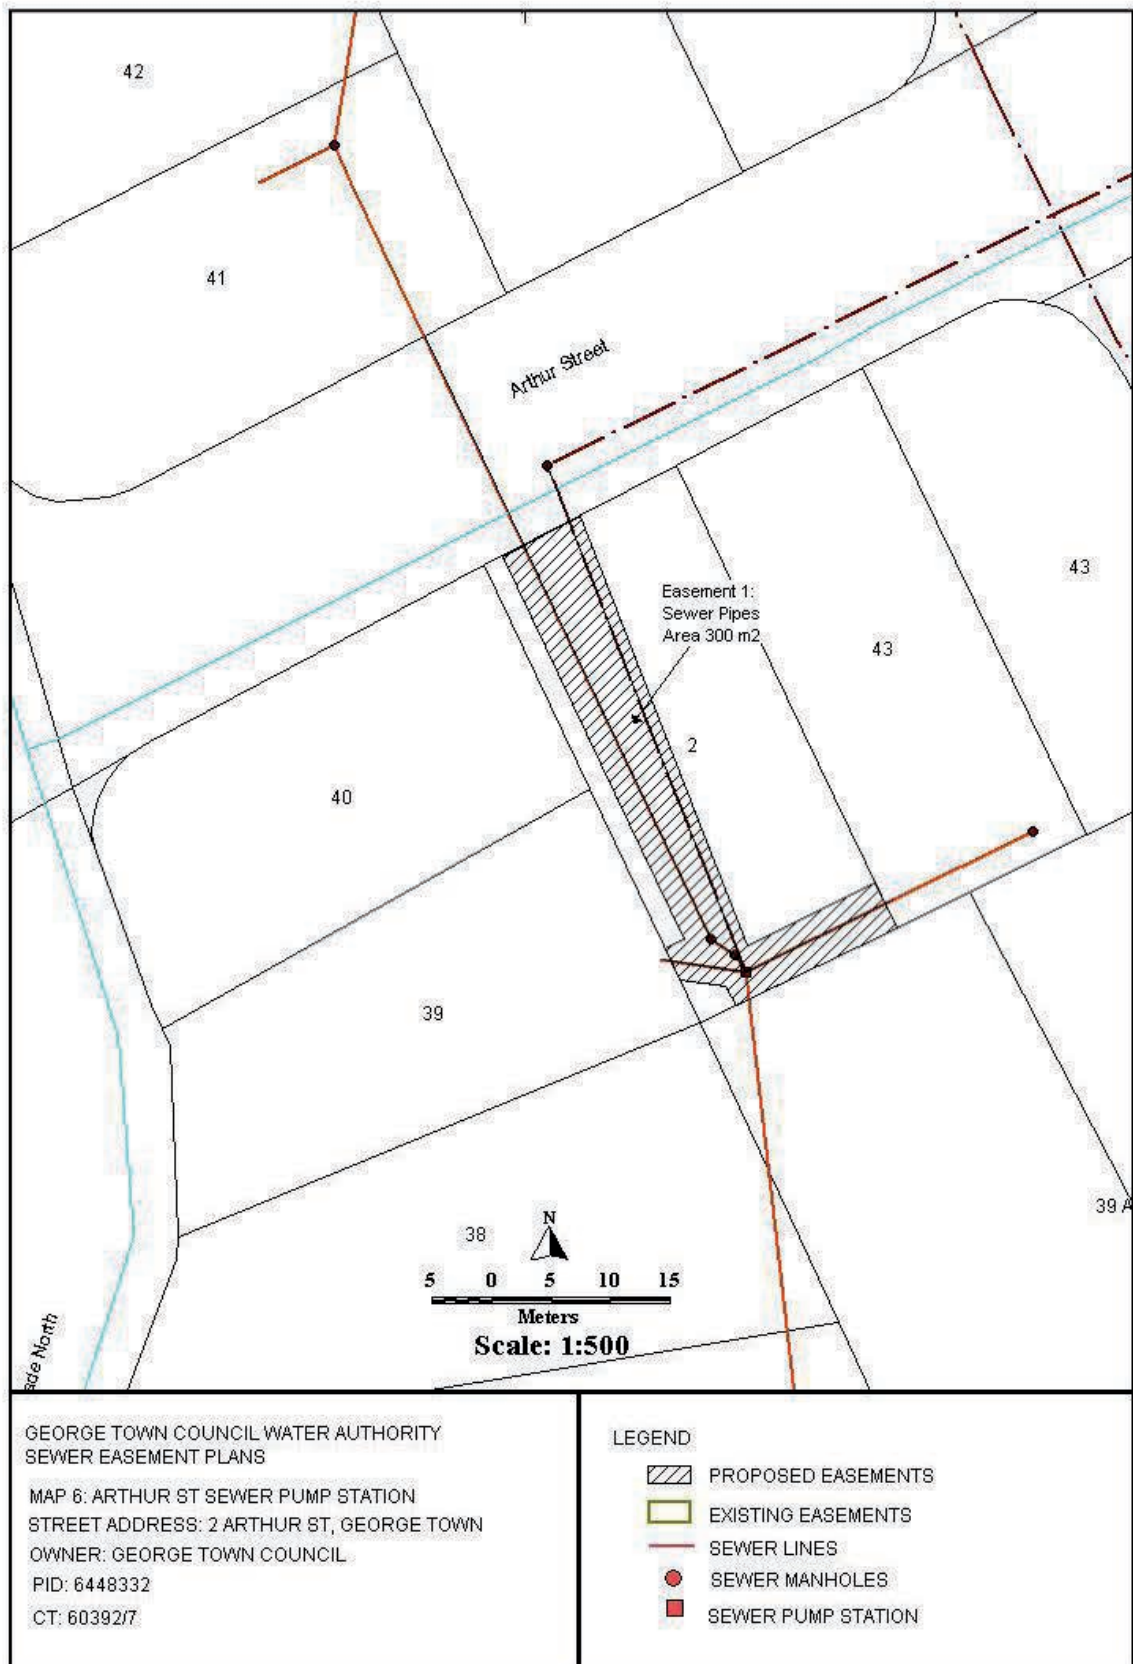 42
41
Arthur Street
43
Easement 1:
Sewer Pipes
Area 300 m2
43
2
40
39
39 A
38
N
5 0 5 10 15
Meters
Scale: 1:500
ade North
GEORGE TOWN COUNCIL WATER AUTHORITY
SEWER EASEMENT PLANS
MAP 6: ARTHUR ST SEWER PUMP STATION
STREET ADDRESS: 2 ARTHUR ST, GEORGE TOWN
OWNER: GEORGE TOWN COUNCIL
PID: 6448332
CT: 60392/7
LEGEND
PROPOSED EASEMENTS
EXISTING EASEMENTS
SEWER LINES
SEWER MANHOLES
SEWER PUMP STATION